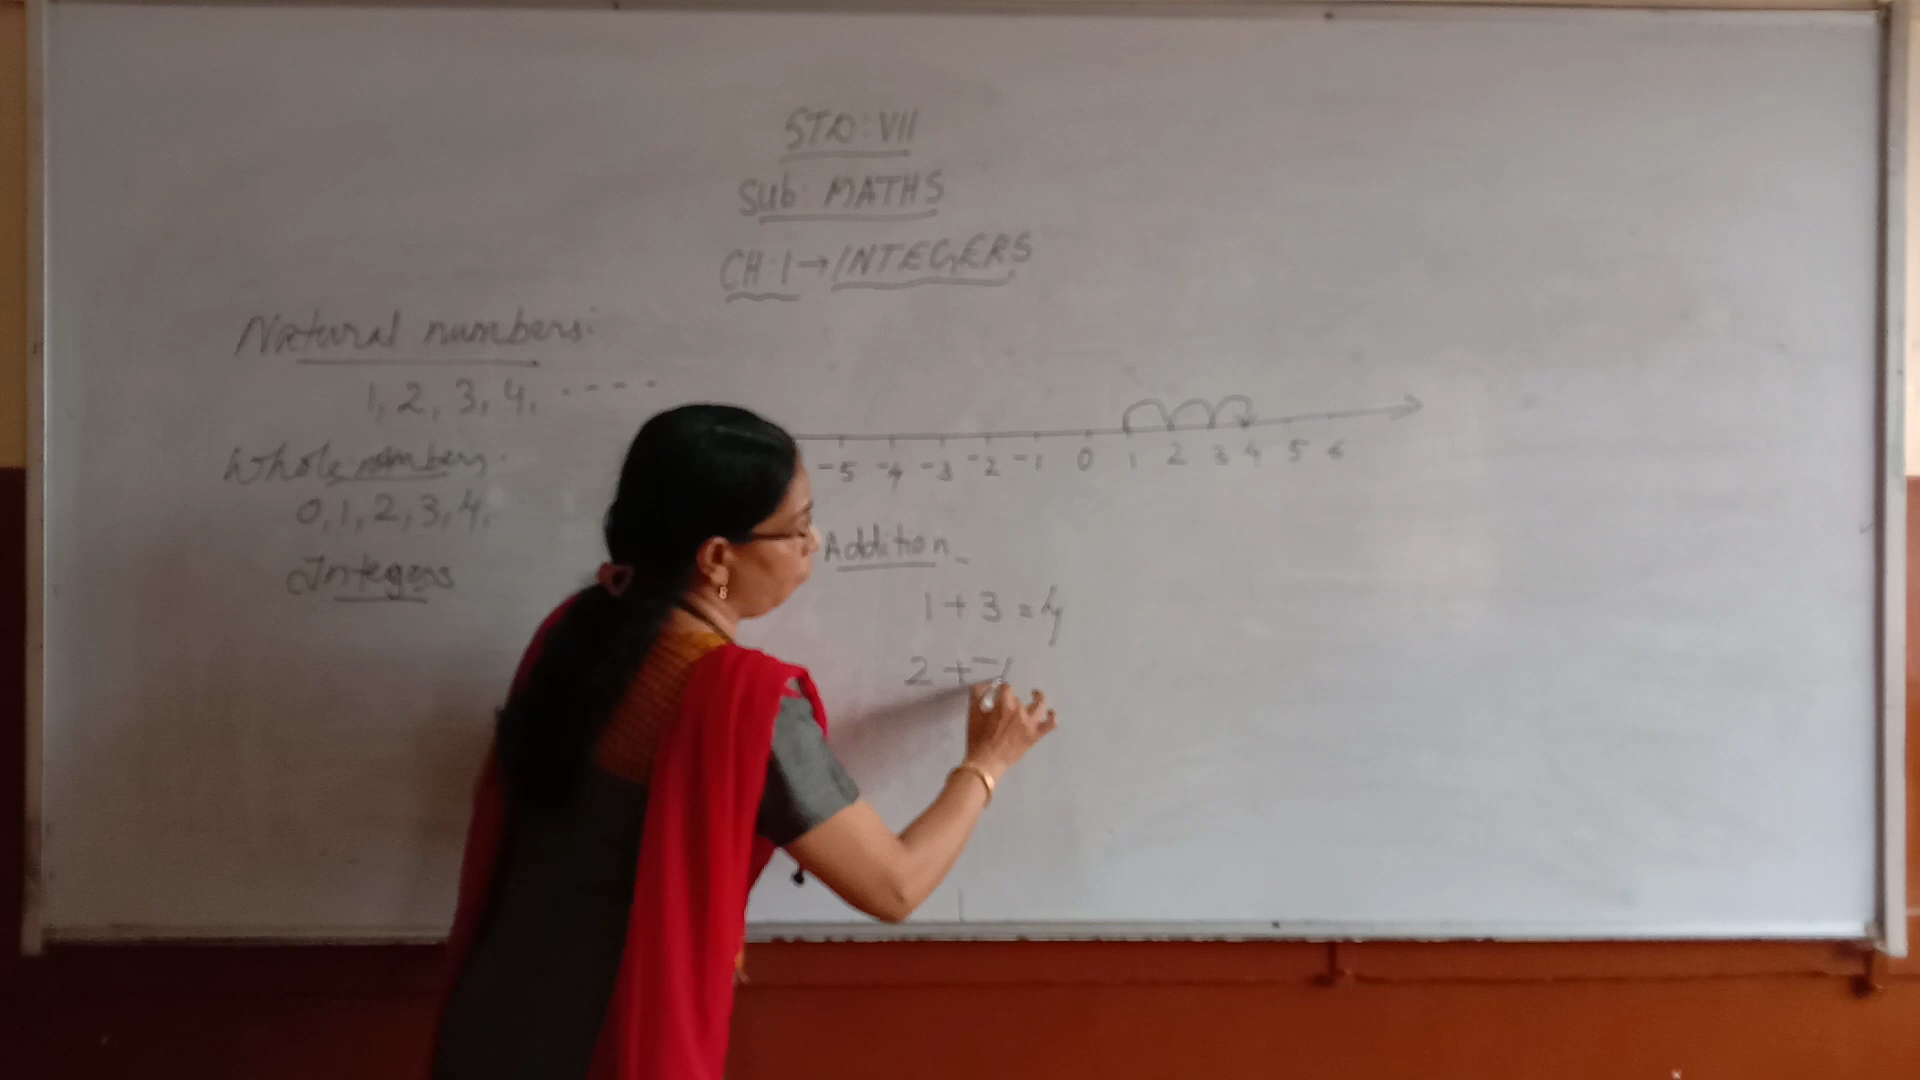 STD: VII
Sub: MATHS
CH: 1 → INTEGERS
Natural numbers:
1, 2, 3, 4, ....
Whole numbers.
0, 1, 2, 3, 4,
Integers
-5 -4 -3 -2 -1 0 1 2 3 4 5 6
Addition
1 + 3 = 4
2 + -